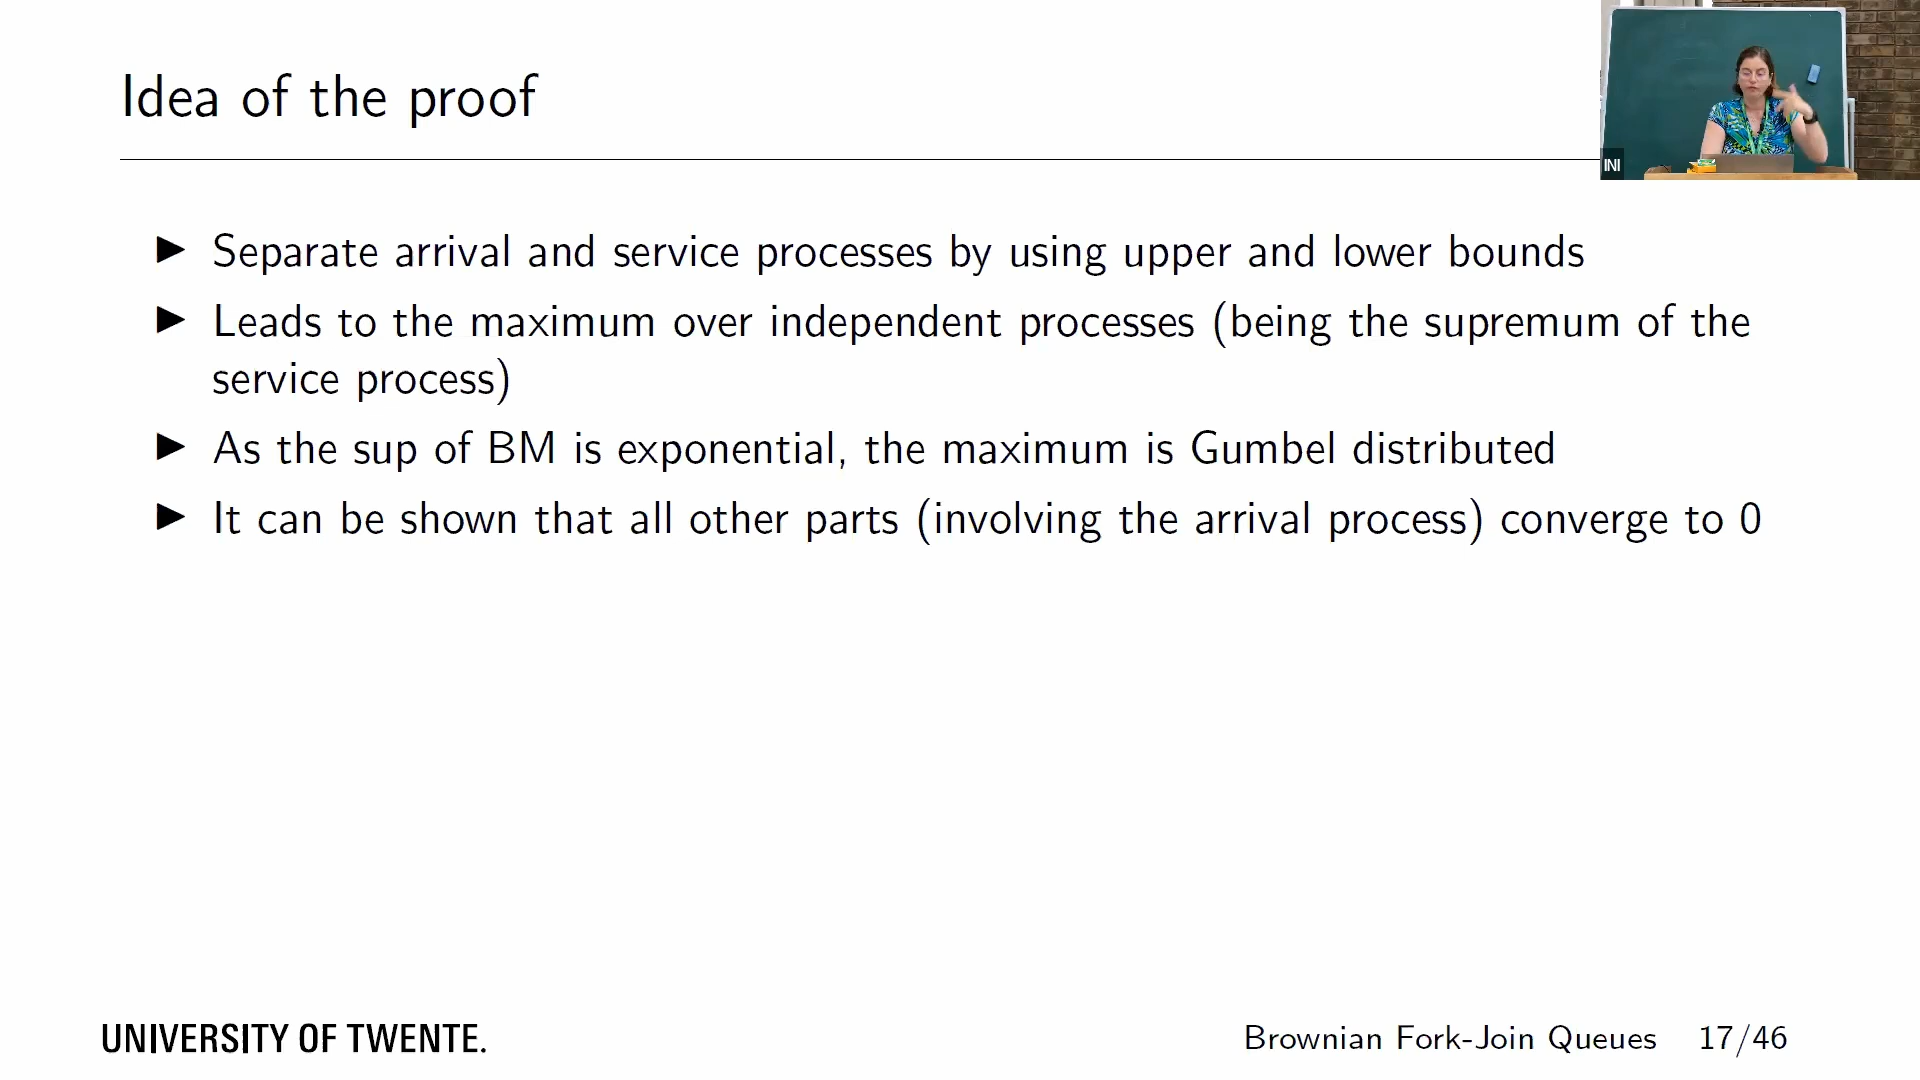 Idea of the proof
INI
▶ Separate arrival and service processes by using upper and lower bounds
▶ Leads to the maximum over independent processes (being the supremum of the
service process)
▶ As the sup of BM is exponential, the maximum is Gumbel distributed
▶ It can be shown that all other parts (involving the arrival process) converge to 0
UNIVERSITY OF TWENTE.
Brownian Fork-Join Queues 17/46